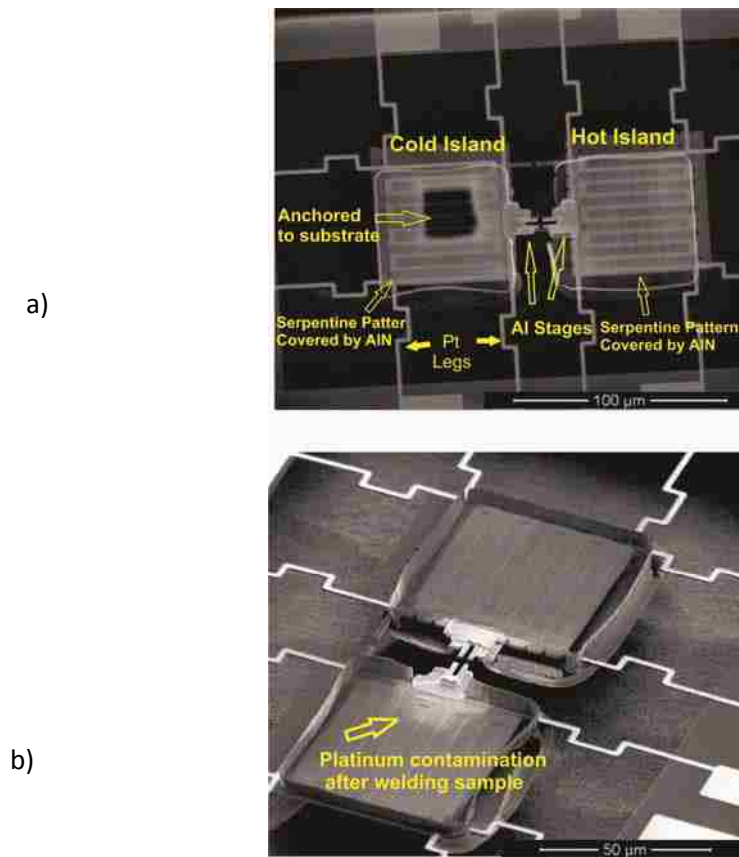 Cold Island
Hot Island
Anchored
to substrate
a)
Serpentine Patter
Covered by AlN
Pt
Legs
Al Stages
Serpentine Pattern
Covered by AlN
100 µm
b)
Platinum contamination
after welding sample
50 µm